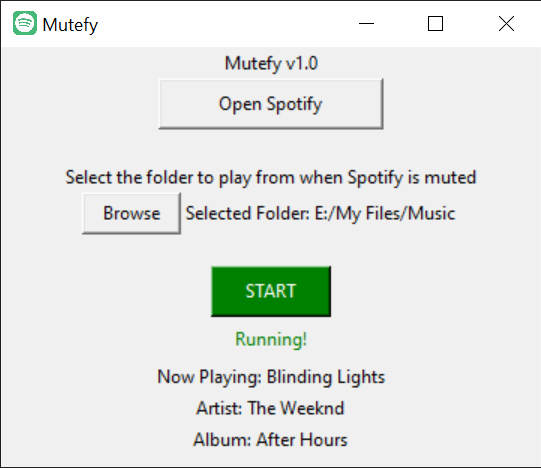 Mutefy
Mutefy v1.0
Open Spotify
Select the folder to play from when Spotify is muted
Browse Selected Folder: E:/My Files/Music
START
Running!
Now Playing: Blinding Lights
Artist: The Weeknd
Album: After Hours